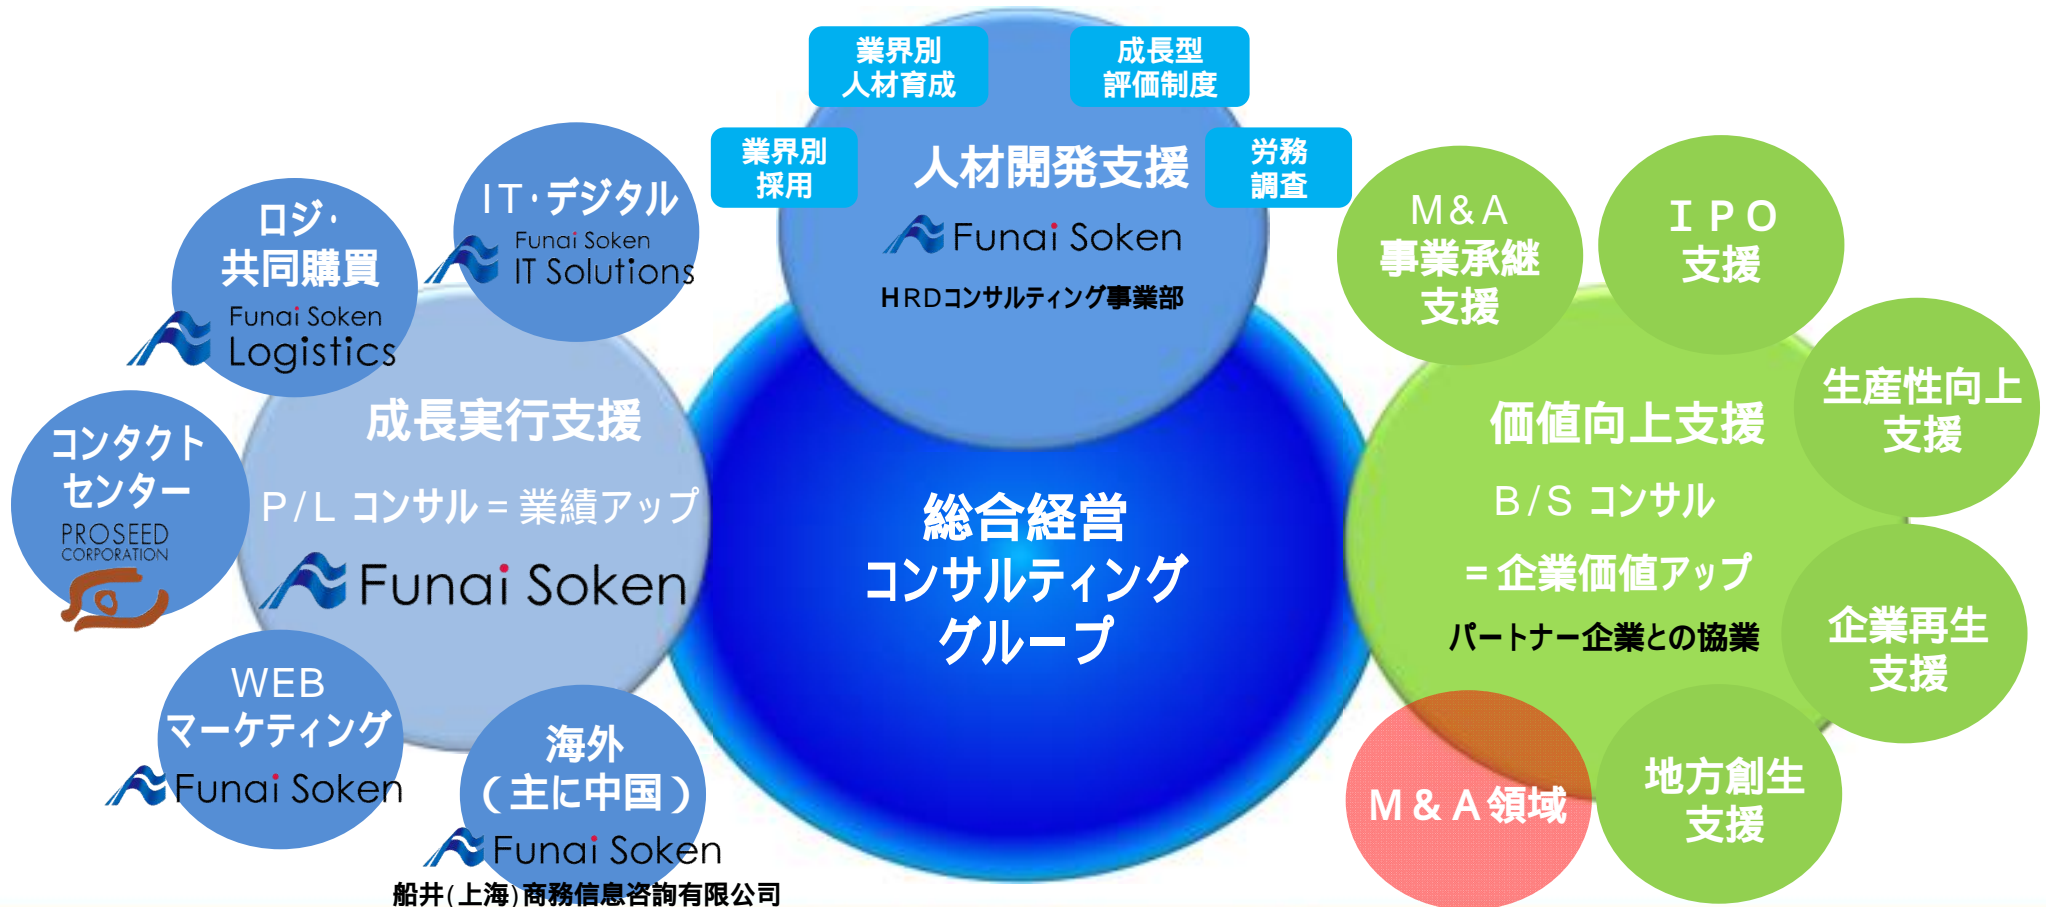 業界別
人材育成
成長型
評価制度
業界別
採用
労務
調査
人材開発支援
Funai Soken
HRDコンサルティング事業部
IT・デジタル
Funai Soken
IT Solutions
ロジ・
共同購買
Funai Soken
Logistics
コンタクト
センター
PROSEED
CORPORATION
成長実行支援
P/L コンサル = 業績アップ
Funai Soken
WEB
マーケティング
Funai Soken
海外
（主に中国）
Funai Soken
船井(上海)商務信息咨詢有限公司
総合経営
コンサルティング
グループ
M&A
事業承継
支援
ＩＰＯ
支援
生産性向上
支援
価値向上支援
B/S コンサル
= 企業価値アップ
パートナー企業との協業
企業再生
支援
地方創生
支援
M & A 領域